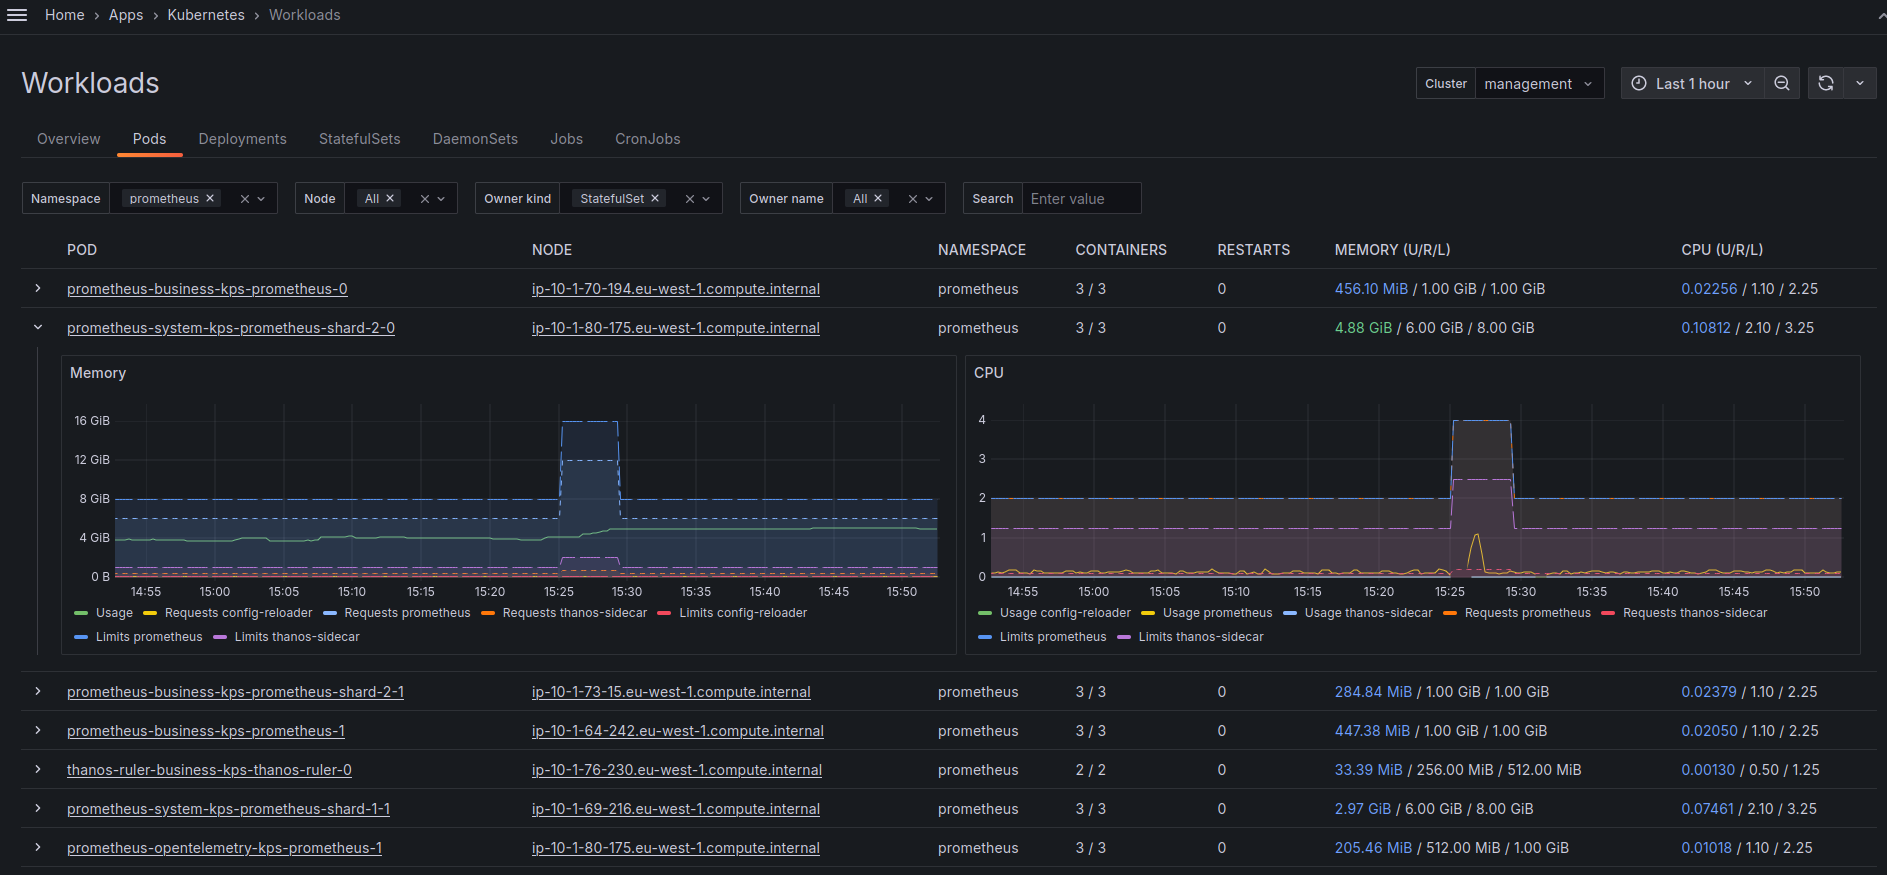 Home › Apps › Kubernetes › Workloads
Workloads
Cluster management Last 1 hour
Overview Pods Deployments StatefulSets DaemonSets Jobs CronJobs
Namespace prometheus Node All Owner kind StatefulSet Owner name All Search Enter value
POD NODE NAMESPACE CONTAINERS RESTARTS MEMORY (U/R/L) CPU (U/R/L)
prometheus-business-kps-prometheus-0 ip-10-1-70-194.eu-west-1.compute.internal prometheus 3 / 3 0 456.10 MiB / 1.00 GiB / 1.00 GiB 0.02256 / 1.10 / 2.25
prometheus-system-kps-prometheus-shard-2-0 ip-10-1-80-175.eu-west-1.compute.internal prometheus 3 / 3 0 4.88 GiB / 6.00 GiB / 8.00 GiB 0.10812 / 2.10 / 3.25
Memory
16 GiB
12 GiB
8 GiB
4 GiB
0 B
14:55 15:00 15:05 15:10 15:15 15:20 15:25 15:30 15:35 15:40 15:45 15:50
Usage Requests config-reloader Requests prometheus Requests thanos-sidecar Limits config-reloader
Limits prometheus Limits thanos-sidecar
CPU
4
3
2
1
0
14:55 15:00 15:05 15:10 15:15 15:20 15:25 15:30 15:35 15:40 15:45 15:50
Usage config-reloader Usage prometheus Usage thanos-sidecar Requests prometheus Requests thanos-sidecar
Limits prometheus Limits thanos-sidecar
prometheus-business-kps-prometheus-shard-2-1 ip-10-1-73-15.eu-west-1.compute.internal prometheus 3 / 3 0 284.84 MiB / 1.00 GiB / 1.00 GiB 0.02379 / 1.10 / 2.25
prometheus-business-kps-prometheus-1 ip-10-1-64-242.eu-west-1.compute.internal prometheus 3 / 3 0 447.38 MiB / 1.00 GiB / 1.00 GiB 0.02050 / 1.10 / 2.25
thanos-ruler-business-kps-thanos-ruler-0 ip-10-1-76-230.eu-west-1.compute.internal prometheus 2 / 2 0 33.39 MiB / 256.00 MiB / 512.00 MiB 0.00130 / 0.50 / 1.25
prometheus-system-kps-prometheus-shard-1-1 ip-10-1-69-216.eu-west-1.compute.internal prometheus 3 / 3 0 2.97 GiB / 6.00 GiB / 8.00 GiB 0.07461 / 2.10 / 3.25
prometheus-opentelemetry-kps-prometheus-1 ip-10-1-80-175.eu-west-1.compute.internal prometheus 3 / 3 0 205.46 MiB / 512.00 MiB / 1.00 GiB 0.01018 / 1.10 / 2.25